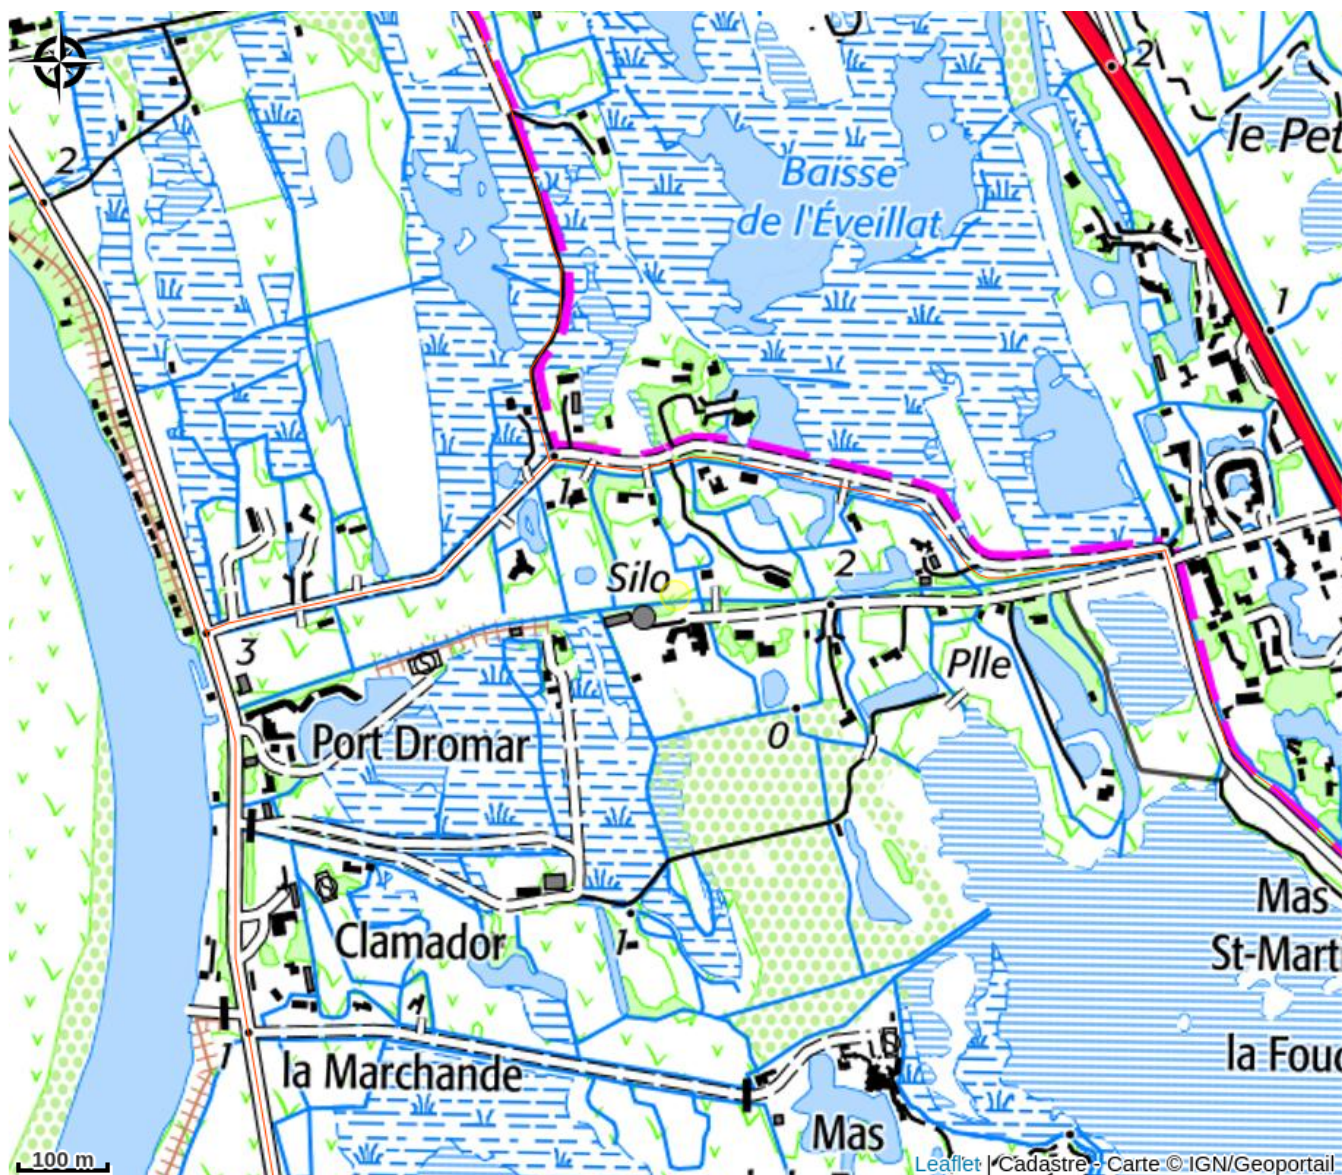 2
2
le Pet
Baisse
de l'Éveillat
1
1
Silo
2
3
Plle
Port Dromar
0
Mas
Clamador
1
St-Mart
1
la Marchande
la Fouc
Mas
100 m
Leaflet | Cadastre - Carte © IGN/Geoportail